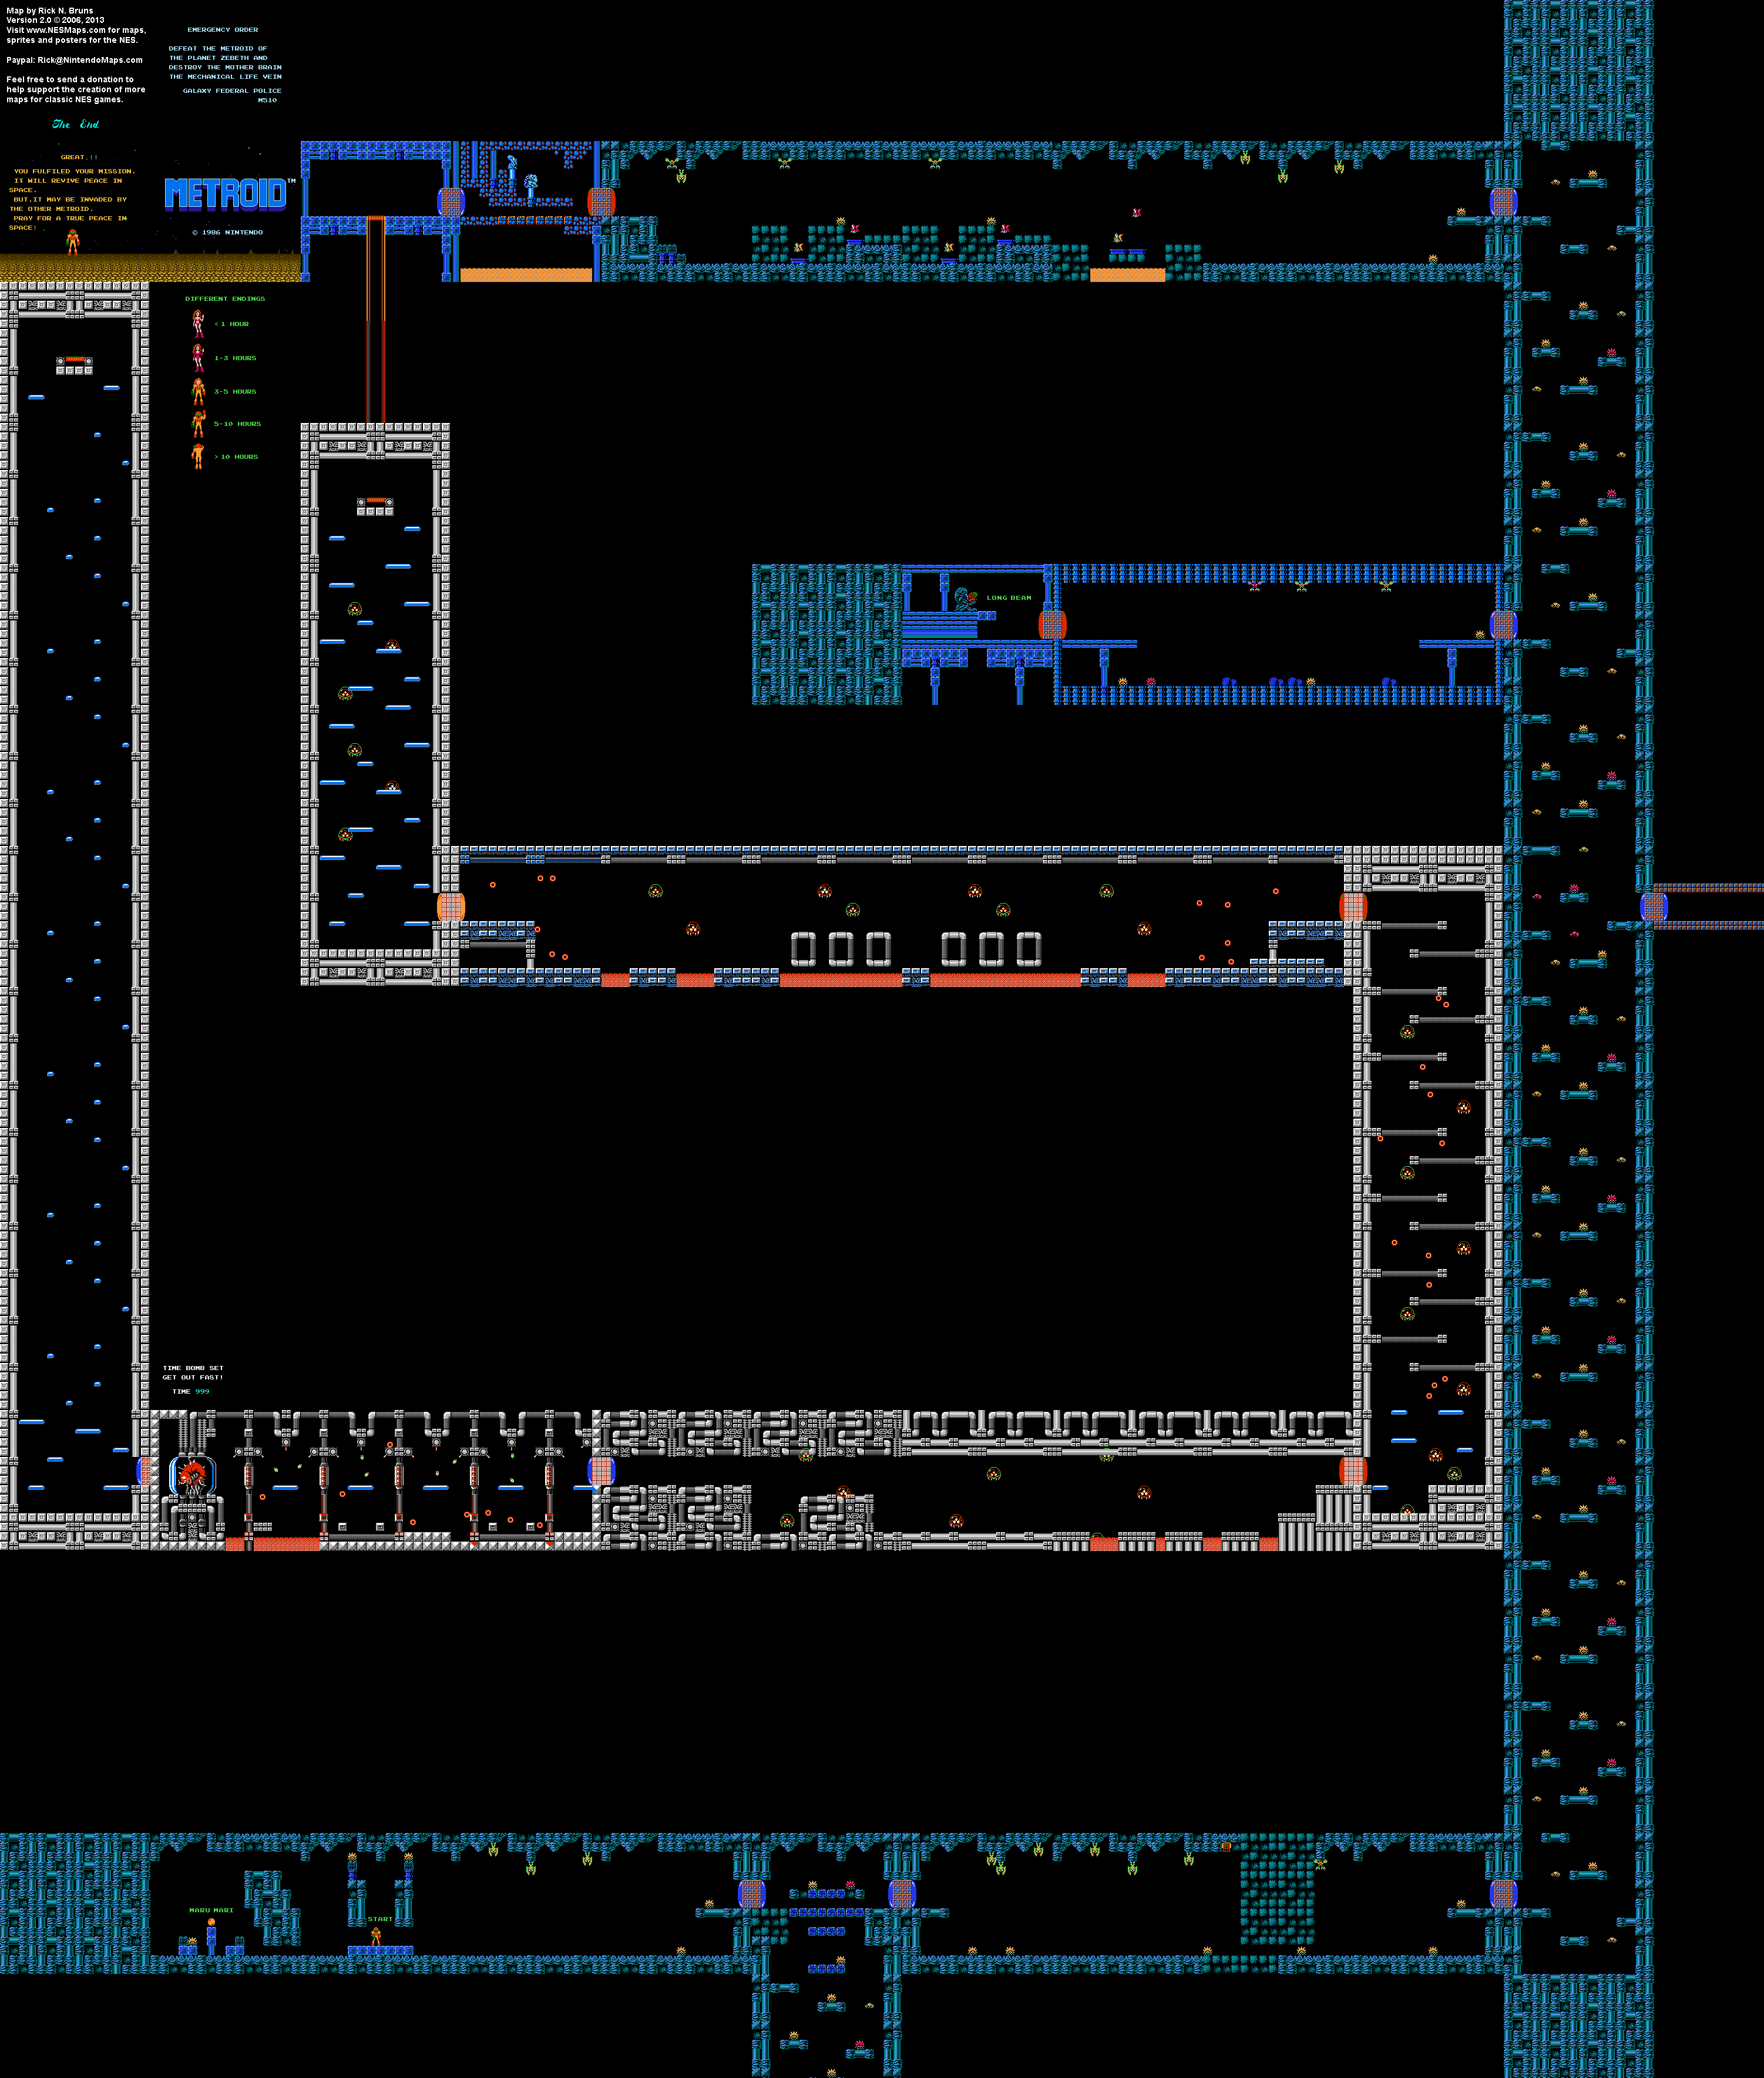 Map by Rick N. Bruns
Version 2.0 © 2006, 2013
Visit www.NESMaps.com for maps,
sprites and posters for the NES.
Paypal: Rick@NintendoMaps.com
Feel free to send a donation to
help support the creation of more
maps for classic NES games.
EMERGENCY ORDER
DEFEAT THE METROID OF
THE PLANET ZEBETH AND
DESTROY THE MOTHER BRAIN
THE MECHANICAL LIFE VEIN
GALAXY FEDERAL POLICE
M510
The End
GREAT.!!
YOU FULFILED YOUR MISSION.
IT WILL REVIVE PEACE IN
SPACE.
BUT,IT MAY BE INVADED BY
THE OTHER METROID.
PRAY FOR A TRUE PEACE IN
SPACE!
METROID™
© 1986 NINTENDO
DIFFERENT ENDINGS
< 1 HOUR
1-3 HOURS
3-5 HOURS
5-10 HOURS
> 10 HOURS
LONG BEAM
TIME BOMB SET
GET OUT FAST!
TIME 999
MARU MARI
START